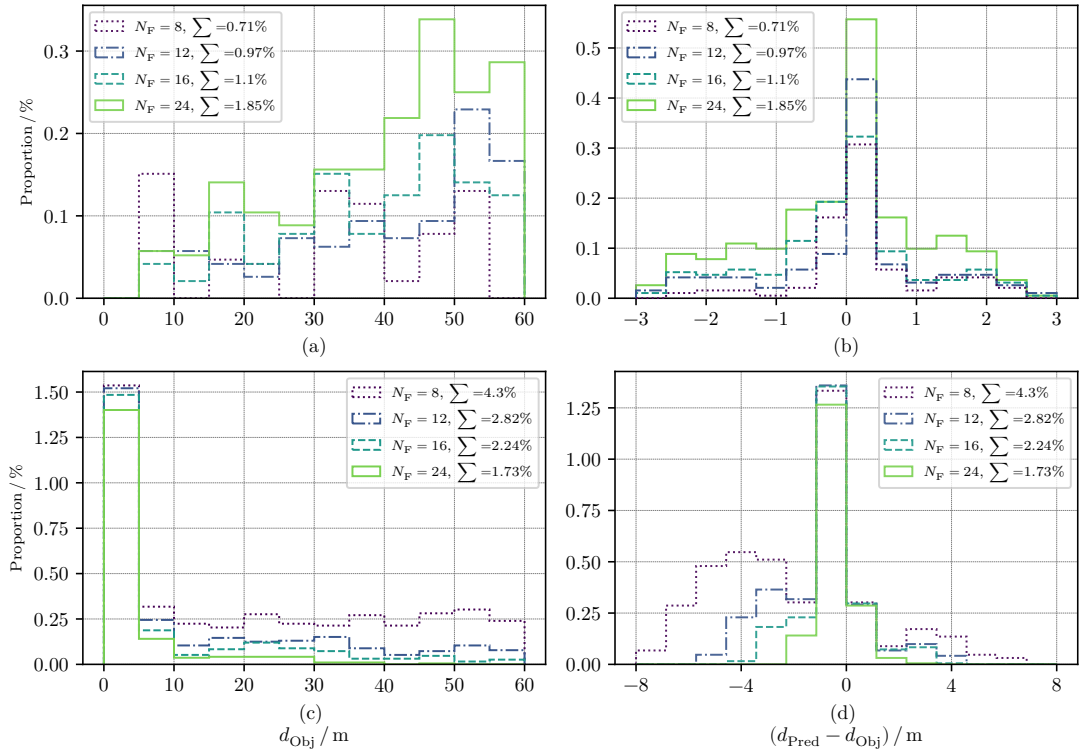 N_F = 8, ∑ =0.71%
N_F = 12, ∑ =0.97%
N_F = 16, ∑ =1.1%
N_F = 24, ∑ =1.85%
Proportion / %
0.3
0.2
0.1
0.0
0 10 20 30 40 50 60
(a)
N_F = 8, ∑ =0.71%
N_F = 12, ∑ =0.97%
N_F = 16, ∑ =1.1%
N_F = 24, ∑ =1.85%
0.5
0.4
0.3
0.2
0.1
0.0
−3 −2 −1 0 1 2 3
(b)
N_F = 8, ∑ =4.3%
N_F = 12, ∑ =2.82%
N_F = 16, ∑ =2.24%
N_F = 24, ∑ =1.73%
Proportion / %
1.50
1.25
1.00
0.75
0.50
0.25
0.00
0 10 20 30 40 50 60
(c)
d_Obj / m
N_F = 8, ∑ =4.3%
N_F = 12, ∑ =2.82%
N_F = 16, ∑ =2.24%
N_F = 24, ∑ =1.73%
1.25
1.00
0.75
0.50
0.25
0.00
−8 −4 0 4 8
(d)
(d_Pred − d_Obj) / m